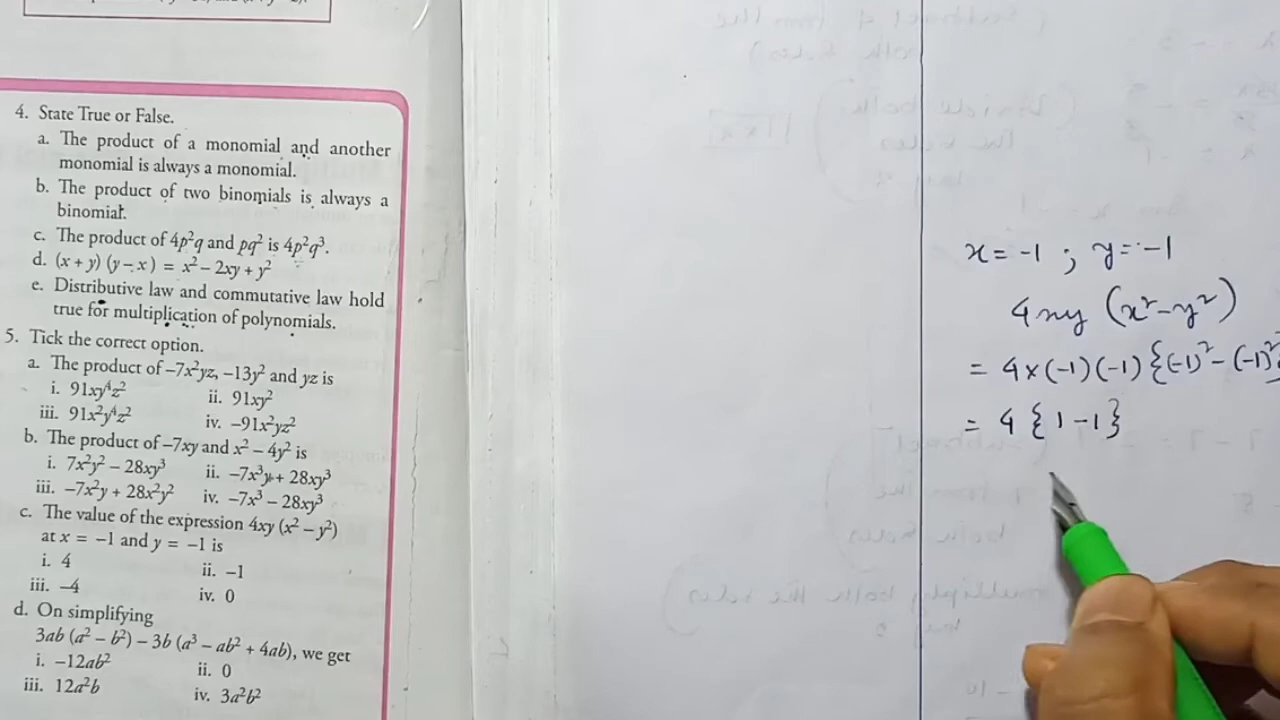 4. State True or False.
a. The product of a monomial and another
monomial is always a monomial.
b. The product of two binomials is always a
binomial.
c. The product of 4p²q and pq² is 4p²q³.
d. (x + y) (y – x) = x² – 2xy + y²
e. Distributive law and commutative law hold
true for multiplication of polynomials.
5. Tick the correct option.
a. The product of –7x²yz, –13y² and yz is
i. 91xy⁴z² ii. 91xy²
iii. 91x²y⁴z² iv. –91x²yz²
b. The product of –7xy and x² – 4y² is
i. 7x²y² – 28xy³ ii. –7x³y + 28xy³
iii. –7x²y + 28x²y² iv. –7x³ – 28xy³
c. The value of the expression 4xy (x² – y²)
at x = –1 and y = –1 is
i. 4 ii. –1
iii. –4 iv. 0
d. On simplifying
3ab (a² – b²) – 3b (a³ – ab² + 4ab), we get
i. –12ab² ii. 0
iii. 12a²b iv. 3a²b²
x = -1 ; y = -1
4xy (x² - y²)
= 4 × (-1) (-1) {(-1)² - (-1)²
= 4 { 1 - 1 }